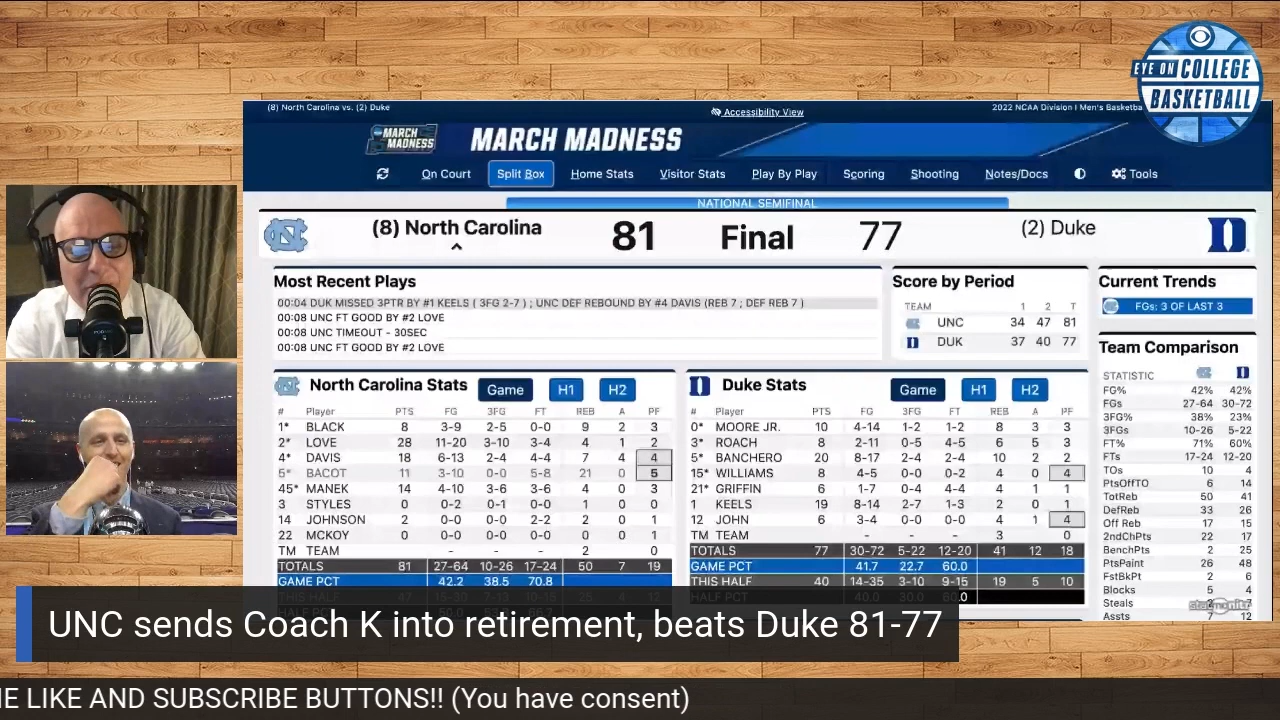 EYE ON COLLEGE BASKETBALL
(8) North Carolina vs. (2) Duke
Accessibility View
2022 NCAA Division I Men's Basketba
MARCH MADNESS
MARCH MADNESS
On Court Split Box Home Stats Visitor Stats Play By Play Scoring Shooting Notes/Docs Tools
NATIONAL SEMIFINAL
(8) North Carolina 81 Final 77 (2) Duke
Most Recent Plays
00:04 DUK MISSED 3PTR BY #1 KEELS ( 3FG 2-7 ) ; UNC DEF REBOUND BY #4 DAVIS (REB 7 ; DEF REB 7 )
00:08 UNC FT GOOD BY #2 LOVE
00:08 UNC TIMEOUT - 30SEC
00:08 UNC FT GOOD BY #2 LOVE
Score by Period
TEAM 1 2 T
UNC 34 47 81
DUK 37 40 77
Current Trends
FGs: 3 OF LAST 3
North Carolina Stats Game H1 H2
# Player PTS FG 3FG FT REB A PF
1* BLACK 8 3-9 2-5 0-0 9 2 3
2* LOVE 28 11-20 3-10 3-4 4 1 2
4* DAVIS 18 6-13 2-4 4-4 7 4 4
5* BACOT 11 3-10 0-0 5-8 21 0 5
45* MANEK 14 4-10 3-6 3-6 4 0 3
3 STYLES 0 0-2 0-1 0-0 1 0 0
14 JOHNSON 2 0-0 0-0 2-2 2 0 1
22 MCKOY 0 0-0 0-0 0-0 0 0 1
TM TEAM - - - 2 0
TOTALS 81 27-64 10-26 17-24 50 7 19
GAME PCT 42.2 38.5 70.8
Duke Stats Game H1 H2
# Player PTS FG 3FG FT REB A PF
0* MOORE JR. 10 4-14 1-2 1-2 8 3 3
3* ROACH 8 2-11 0-5 4-5 6 5 3
5* BANCHERO 20 8-17 2-4 2-4 10 2 2
15* WILLIAMS 8 4-5 0-0 0-2 4 0 4
21* GRIFFIN 6 1-7 0-4 4-4 4 1 1
1 KEELS 19 8-14 2-7 1-3 2 0 1
12 JOHN 6 3-4 0-0 0-0 4 1 4
TM TEAM - - - 3 0
TOTALS 77 30-72 5-22 12-20 41 12 18
GAME PCT 41.7 22.7 60.0
THIS HALF 40 14-35 3-10 9-15 19 5 10
HALF PCT 40.0 30.0 60.0
Team Comparison
STATISTIC
FG% 42% 42%
FGs 27-64 30-72
3FG% 38% 23%
3FGs 10-26 5-22
FT% 71% 60%
FTs 17-24 12-20
TOs 10 4
PtsOffTO 6 14
TotReb 50 41
DefReb 33 26
Off Reb 17 15
2ndChPts 22 17
BenchPts 2 25
PtsPaint 26 48
FstBkPt 2 6
Blocks 5 4
Steals
Assts 7 12
UNC sends Coach K into retirement, beats Duke 81-77
HE LIKE AND SUBSCRIBE BUTTONS!! (You have consent)